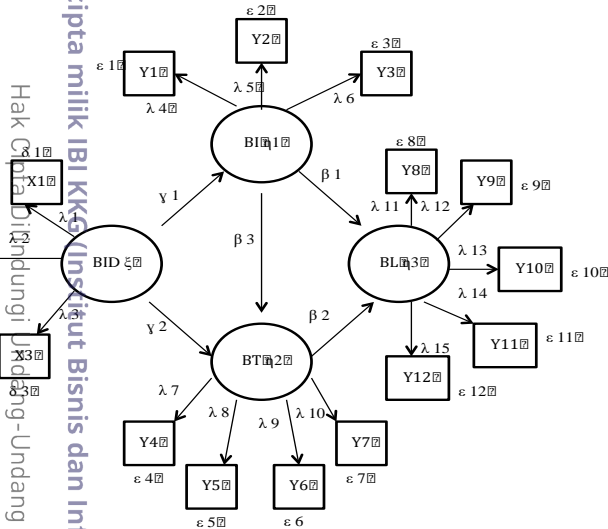 ε 2
Y2
ε 1
Y1
ε 3
Y3
λ 4
λ 5
λ 6
BI η1
δ 1
X1
ε 8
Y8
Y9
ε 9
γ 1
β 1
λ 11
λ 12
λ 1
λ 2
BID ξ
β 3
BL η3
λ 13
Y10
ε 10
λ 14
λ 3
γ 2
β 2
X3
δ 3
BT η2
λ 15
Y11
ε 11
Y12
ε 12
λ 7
λ 8
λ 9
λ 10
Y4
ε 4
Y5
ε 5
Y6
ε 6
Y7
ε 7
cipta milik IBI KKG (Institut Bisnis dan Inf
Hak Cipta Dilindungi Undang-Undang